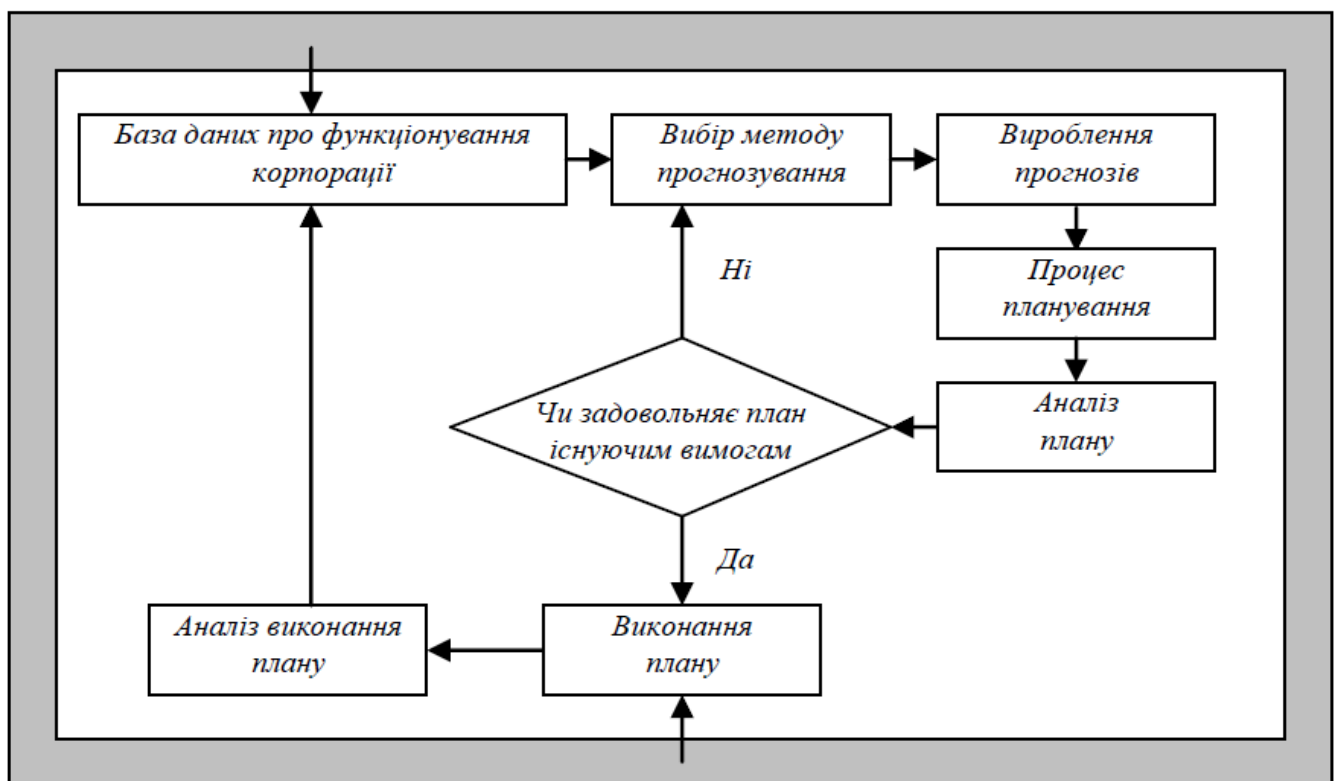 База даних про функціонування
корпорації
Вибір методу
прогнозування
Вироблення
прогнозів
Ні
Процес
планування
Чи задовольняє план
існуючим вимогам
Аналіз
плану
Да
Аналіз виконання
плану
Виконання
плану